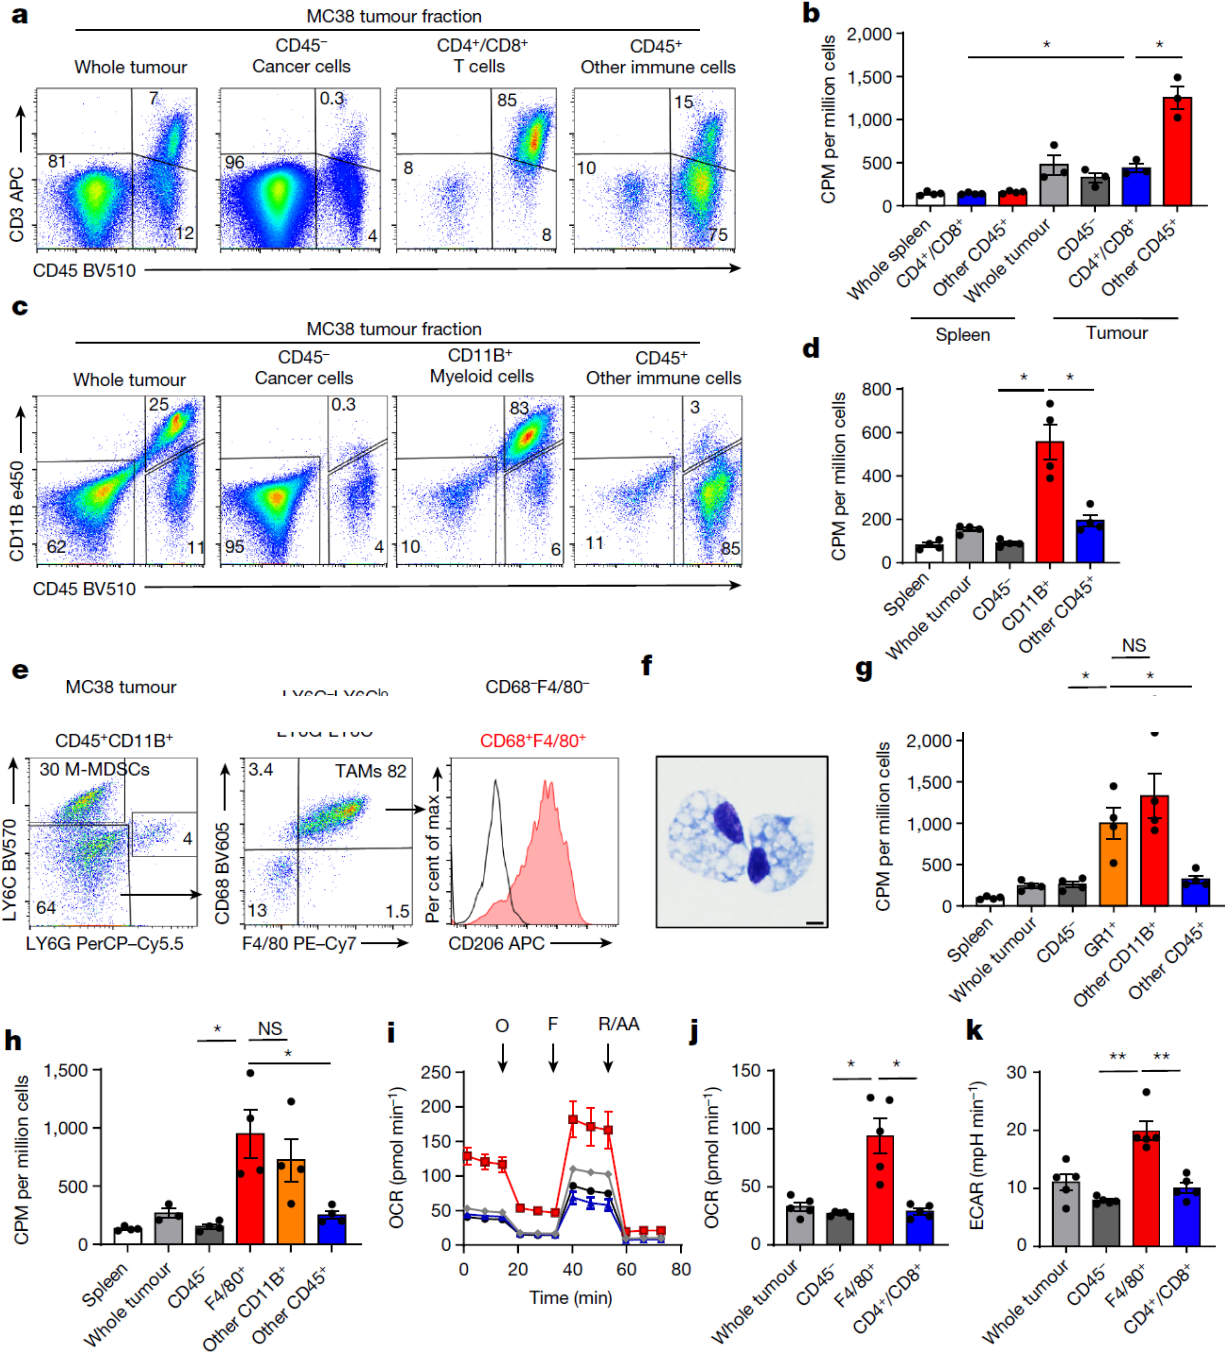 a
MC38 tumour fraction
Whole tumour
CD45⁻
Cancer cells
CD4⁺/CD8⁺
T cells
CD45⁺
Other immune cells
7
81
12
0.3
96
4
85
8
8
15
10
75
CD3 APC
CD45 BV510
b
CPM per million cells
2,000
1,500
1,000
500
0
*
*
Whole spleen
CD4⁺/CD8⁺
Other CD45⁺
Whole tumour
CD45⁻
CD4⁺/CD8⁺
Other CD45⁺
Spleen
Tumour
c
MC38 tumour fraction
Whole tumour
CD45⁻
Cancer cells
CD11B⁺
Myeloid cells
CD45⁺
Other immune cells
25
62
11
0.3
95
4
83
10
6
3
11
85
CD11B e450
CD45 BV510
d
CPM per million cells
800
600
400
200
0
*
*
Spleen
Whole tumour
CD45⁻
CD11B⁺
Other CD45⁺
e
MC38 tumour
CD45⁺CD11B⁺
30 M-MDSCs
4
64
LY6C BV570
LY6G PerCP–Cy5.5
3.4
TAMs 82
13
1.5
CD68 BV605
F4/80 PE–Cy7
CD68⁻F4/80⁻
CD68⁺F4/80⁺
Per cent of max
CD206 APC
f
g
NS
*
*
CPM per million cells
2,000
1,500
1,000
500
0
Spleen
Whole tumour
CD45⁻
GR1⁺
Other CD11B⁺
Other CD45⁺
h
*
NS
*
CPM per million cells
1,500
1,000
500
0
Spleen
Whole tumour
CD45⁻
F4/80⁺
Other CD11B⁺
Other CD45⁺
i
O
F
R/AA
OCR (pmol min⁻¹)
250
200
150
100
50
0
0
20
40
60
80
Time (min)
j
*
*
OCR (pmol min⁻¹)
150
100
50
0
Whole tumour
CD45⁻
F4/80⁺
CD4⁺/CD8⁺
k
**
**
ECAR (mpH min⁻¹)
30
20
10
0
Whole tumour
CD45⁻
F4/80⁺
CD4⁺/CD8⁺